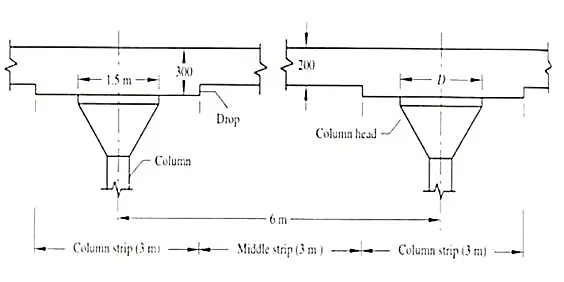 1.5 m
300
200
D
Drop
Column head
Column
6 m
Column strip (3 m)
Middle strip (3 m )
Column strip (3 m)